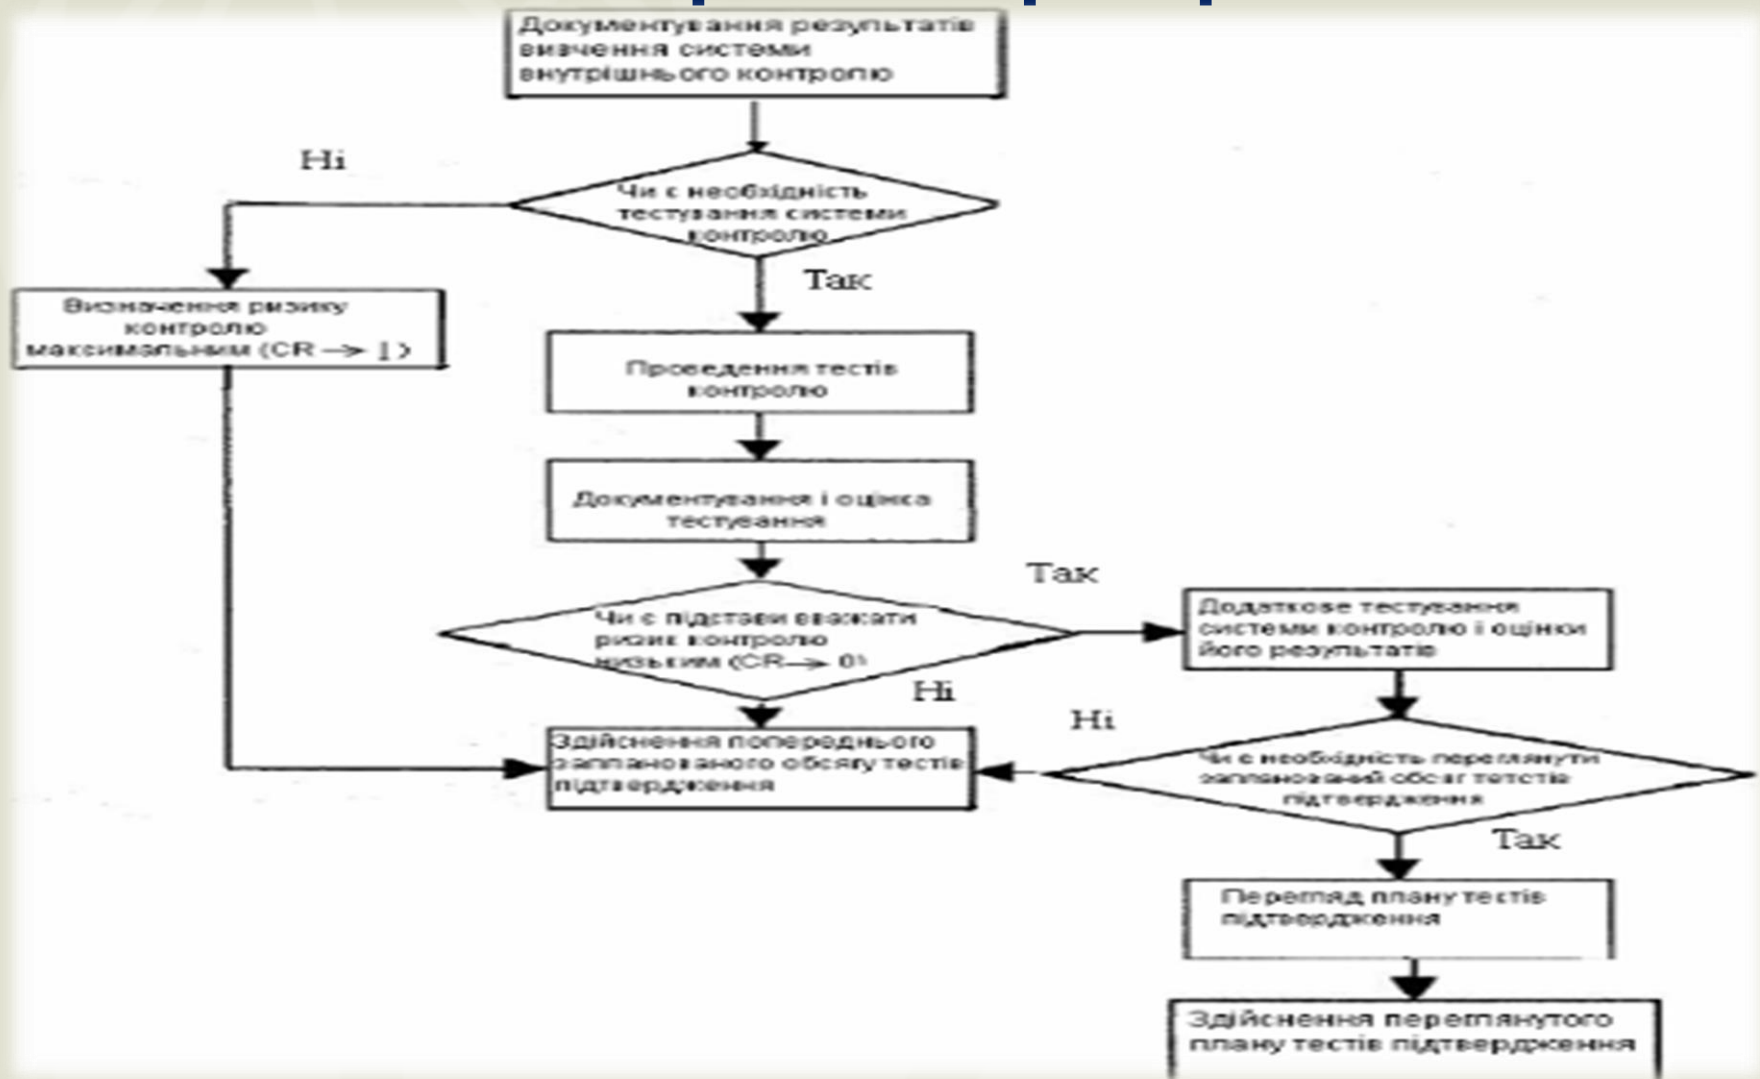 Документування результатів
вивчення системи
внутрішнього контролю
Ні
Чи є необхідність
тестування системи
контролю
Так
Визначення ризику
контролю
максимальним (CR → 1)
Проведення тестів
контролю
Документування і оцінка
тестування
Так
Чи є підстави вважати
ризик контролю
низьким (CR → 0)
Ні
Додаткове тестування
системи контролю і оцінки
його результатів
Ні
Здійснення попереднього
запланованого обсягу тестів
підтвердження
Чи є необхідність переглянути
запланований обсяг тетстів
підтвердження
Так
Перегляд плану тестів
підтвердження
Здійснення переглянутого
плану тестів підтвердження